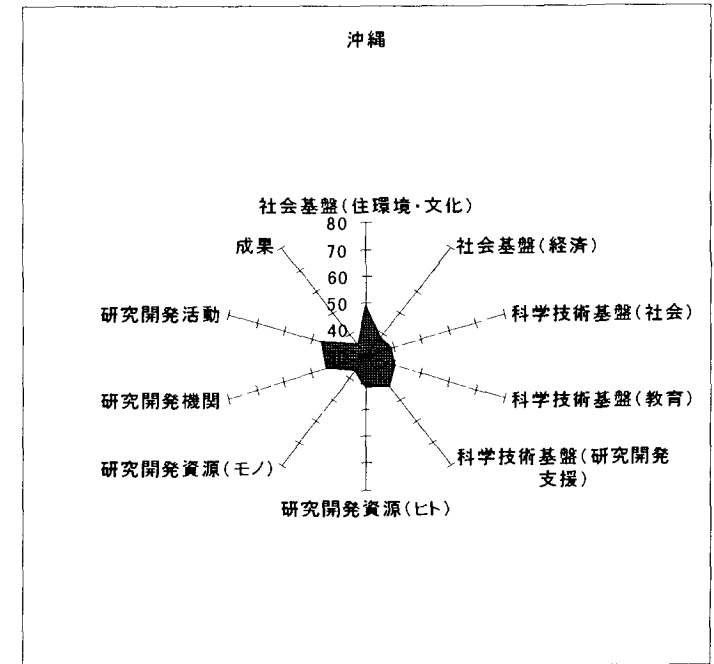 沖縄
社会基盤(住環境・文化)
80
70
60
50
40
成果
社会基盤(経済)
研究開発活動
科学技術基盤(社会)
研究開発機関
科学技術基盤(教育)
研究開発資源(モノ)
科学技術基盤(研究開発
支援)
研究開発資源(ヒト)